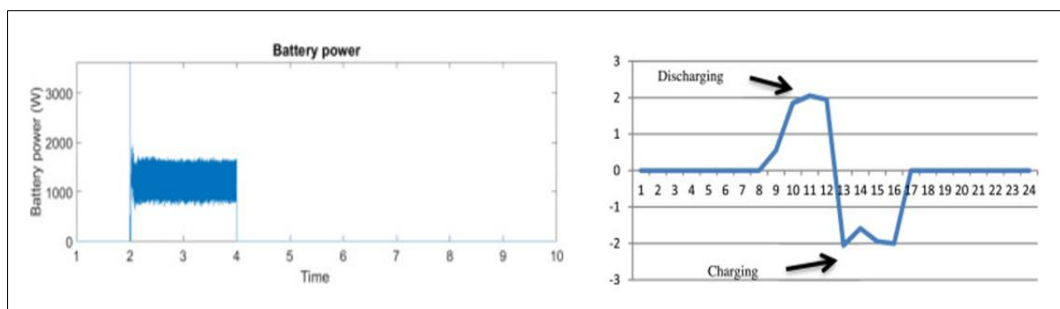 Battery power
Battery power (W)
3000
2000
1000
0
1 2 3 4 5 6 7 8 9 10
Time
3
2
1
0
-1
-2
-3
Discharging
1 2 3 4 5 6 7 8 9 10 11 12 13 14 15 16 17 18 19 20 21 22 23 24
Charging